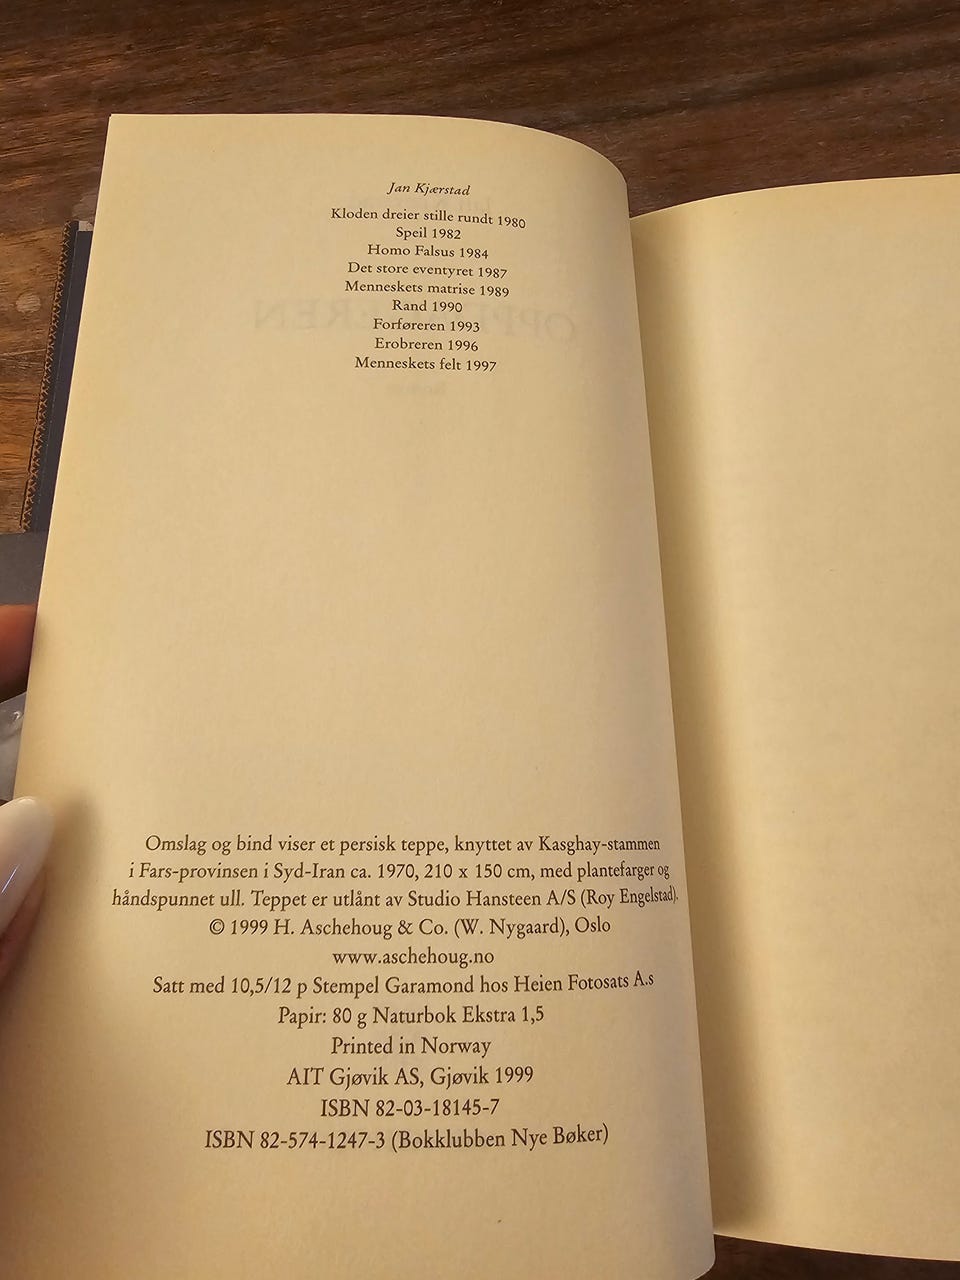 Jan Kjærstad
Kloden dreier stille rundt 1980
Speil 1982
Homo Falsus 1984
Det store eventyret 1987
Menneskets matrise 1989
Rand 1990
Forføreren 1993
Erobreren 1996
Menneskets felt 1997
Omslag og bind viser et persisk teppe, knyttet av Kasghay-stammen
i Fars-provinsen i Syd-Iran ca. 1970, 210 x 150 cm, med plantefarger og
håndspunnet ull. Teppet er utlånt av Studio Hansteen A/S (Roy Engelstad).
© 1999 H. Aschehoug & Co. (W. Nygaard), Oslo
www.aschehoug.no
Satt med 10,5/12 p Stempel Garamond hos Heien Fotosats A.s
Papir: 80 g Naturbok Ekstra 1,5
Printed in Norway
AIT Gjøvik AS, Gjøvik 1999
ISBN 82-03-18145-7
ISBN 82-574-1247-3 (Bokklubben Nye Bøker)